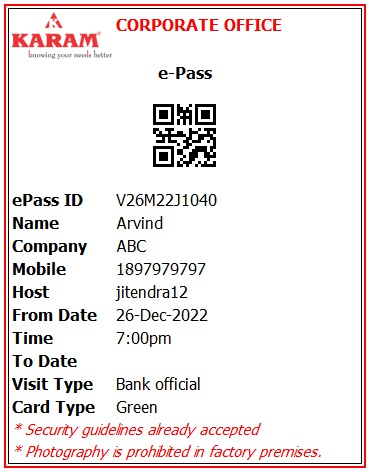 CORPORATE OFFICE
KARAM®
knowing your needs better
e-Pass
ePass ID V26M22J1040
Name Arvind
Company ABC
Mobile 1897979797
Host jitendra12
From Date 26-Dec-2022
Time 7:00pm
To Date
Visit Type Bank official
Card Type Green
* Security guidelines already accepted
* Photography is prohibited in factory premises.